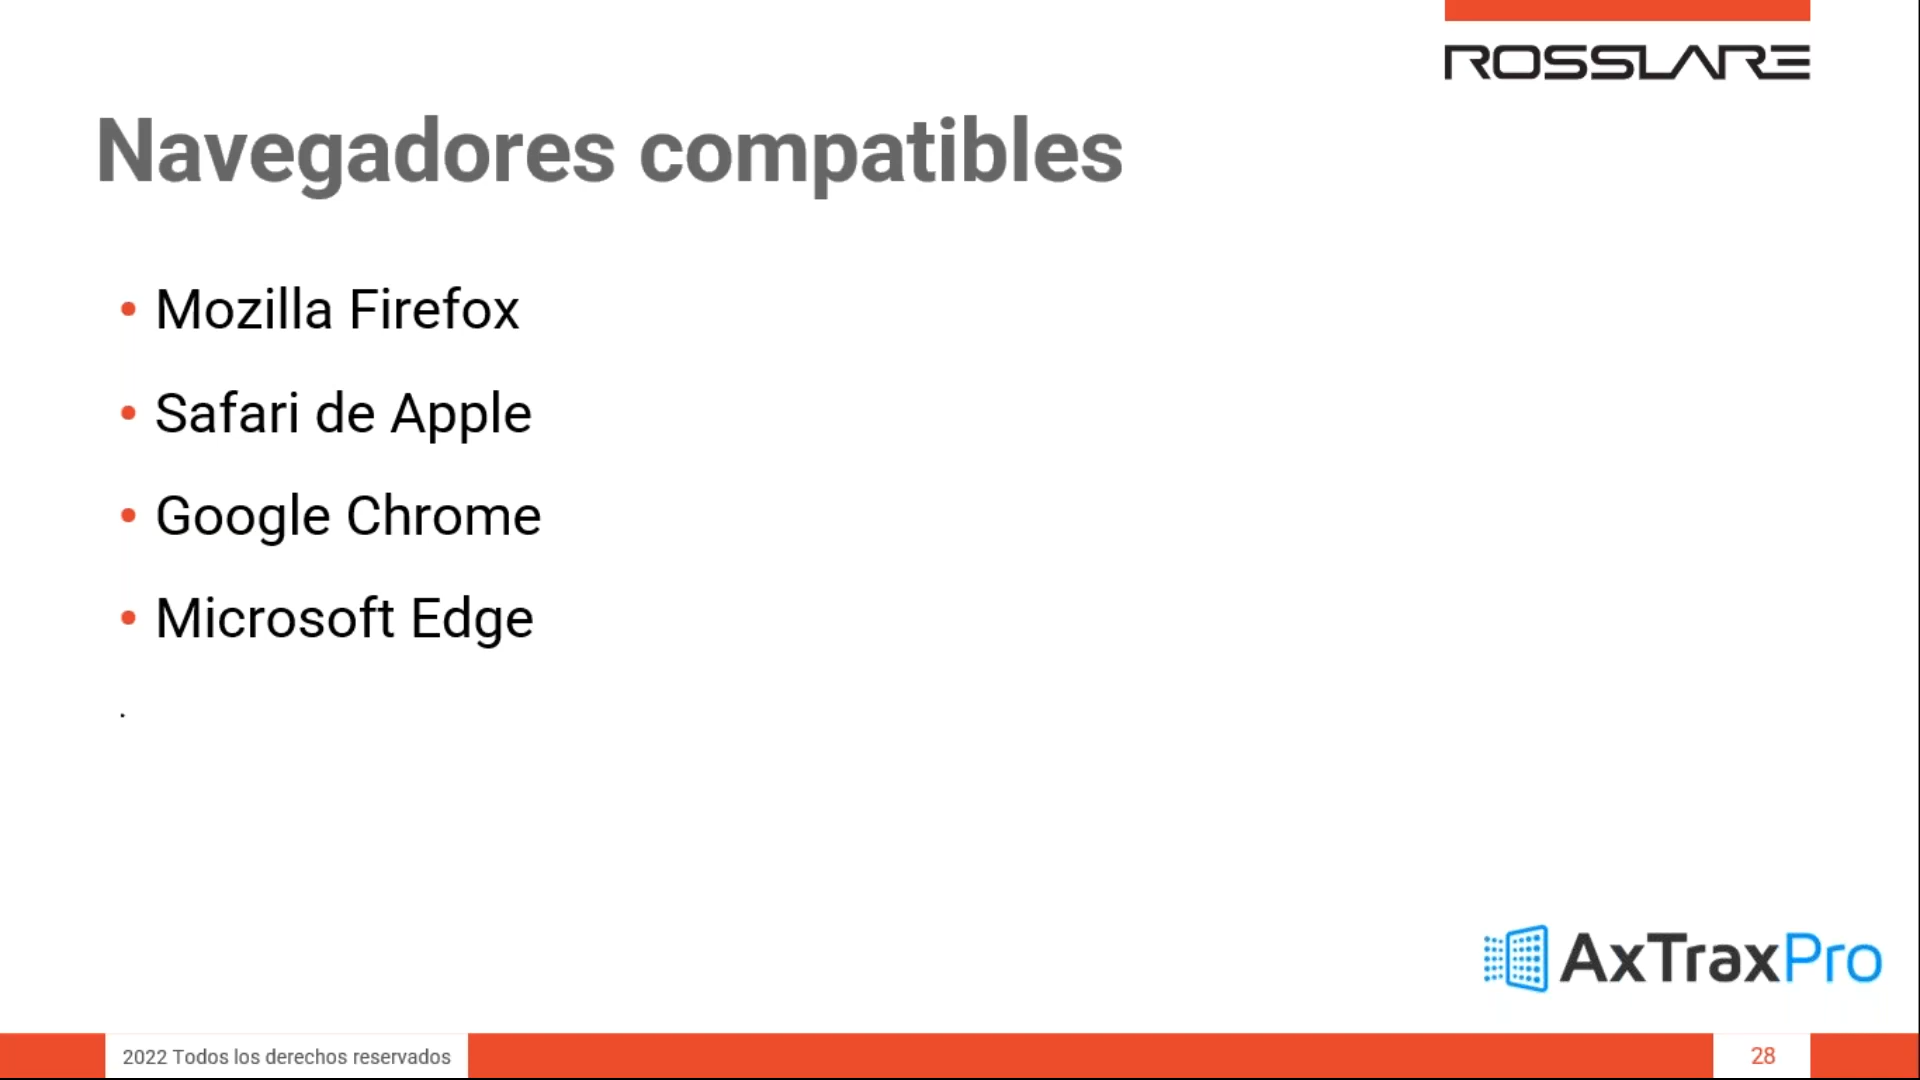 ROSSLARE
Navegadores compatibles
• Mozilla Firefox
• Safari de Apple
• Google Chrome
• Microsoft Edge
.
AxTraxPro
2022 Todos los derechos reservados
28